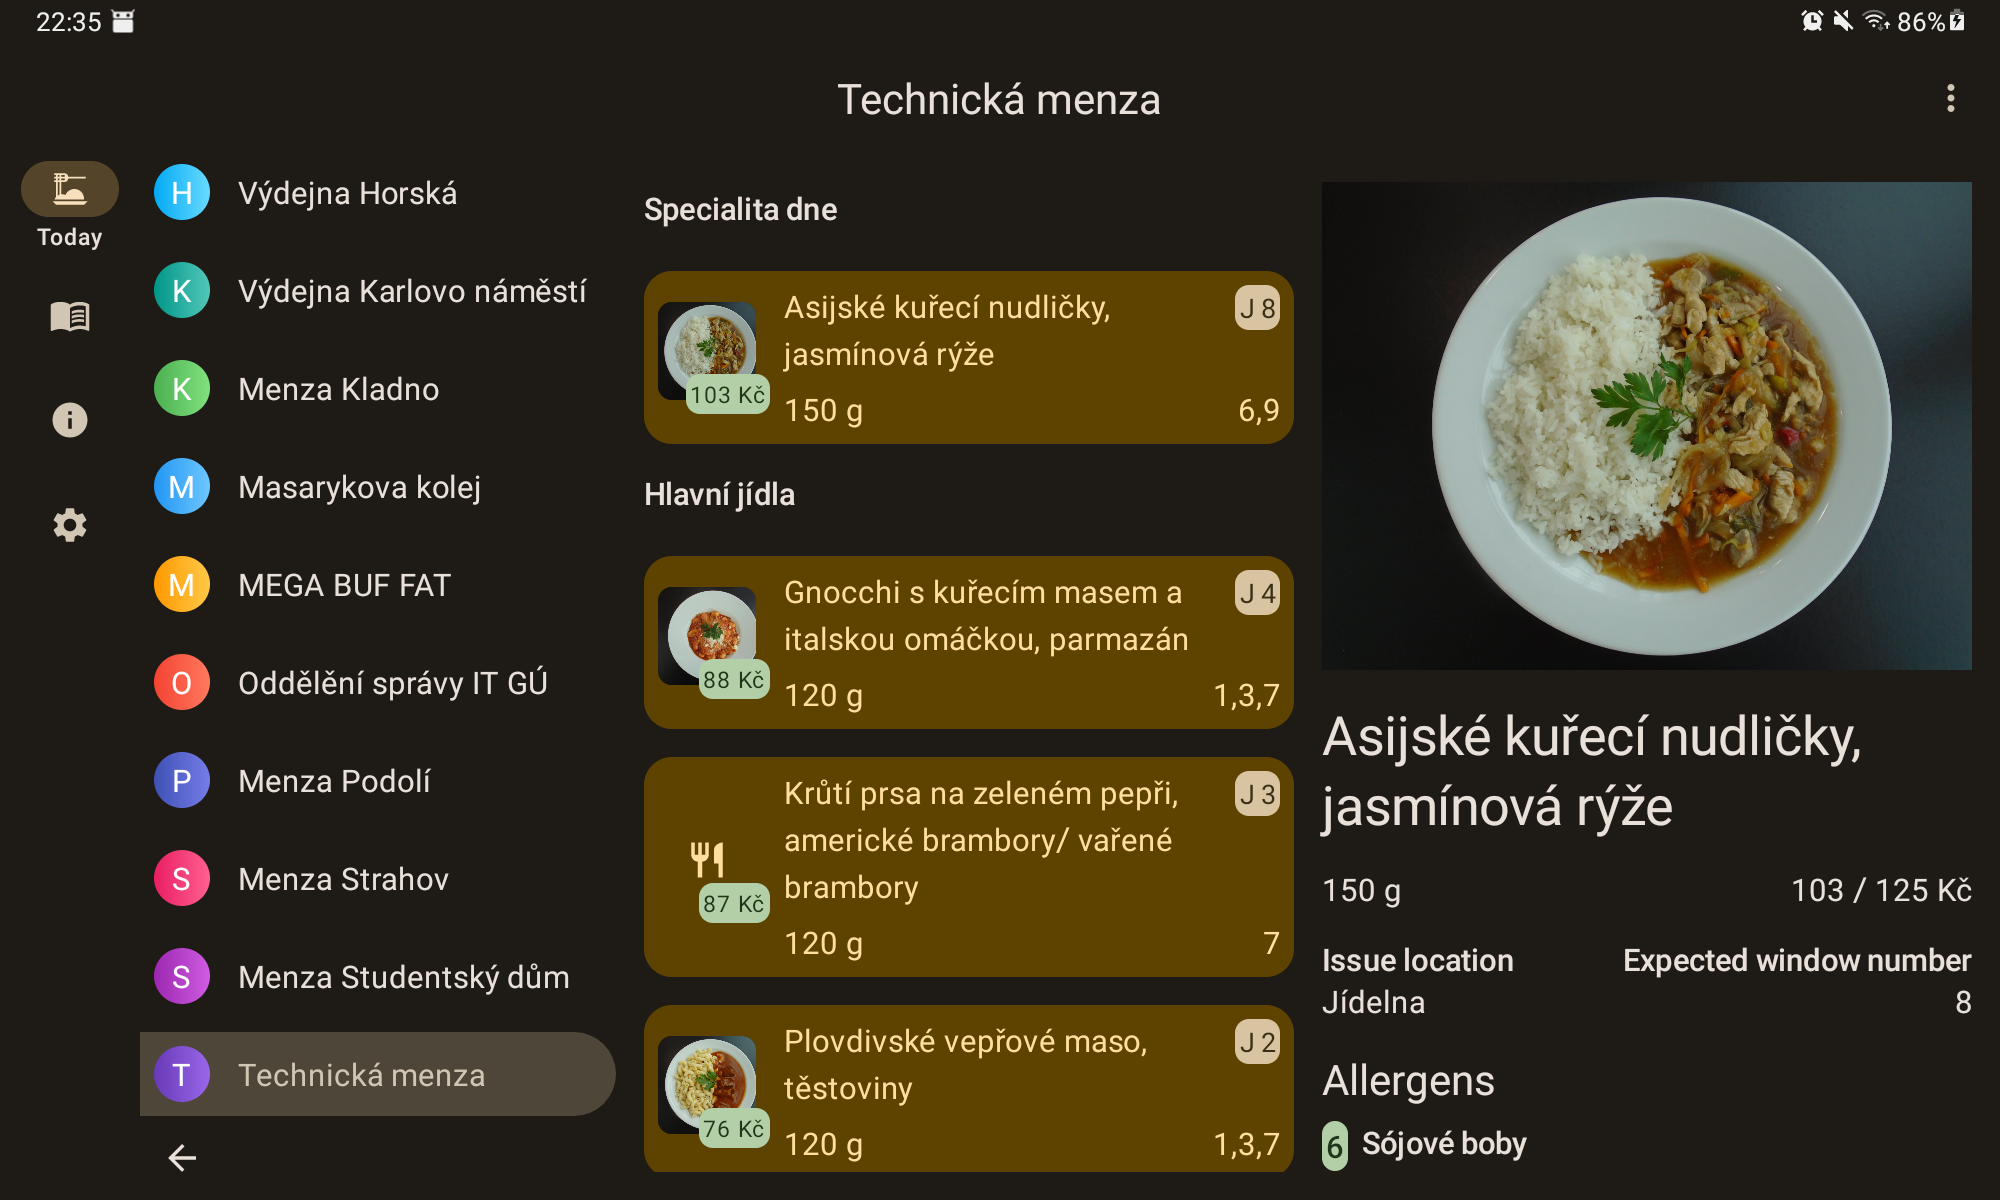 22:35
86%
Technická menza
Today
H Výdejna Horská
K Výdejna Karlovo náměstí
K Menza Kladno
M Masarykova kolej
M MEGA BUF FAT
O Oddělění správy IT GÚ
P Menza Podolí
S Menza Strahov
S Menza Studentský dům
T Technická menza
Specialita dne
Asijské kuřecí nudličky,
jasmínová rýže
J 8
103 Kč
150 g
6,9
Hlavní jídla
Gnocchi s kuřecím masem a
italskou omáčkou, parmazán
J 4
88 Kč
120 g
1,3,7
Krůtí prsa na zeleném pepři,
americké brambory/ vařené
brambory
J 3
87 Kč
120 g
7
Plovdivské vepřové maso,
těstoviny
J 2
76 Kč
120 g
1,3,7
Asijské kuřecí nudličky,
jasmínová rýže
150 g
103 / 125 Kč
Issue location
Expected window number
Jídelna
8
Allergens
6 Sójové boby